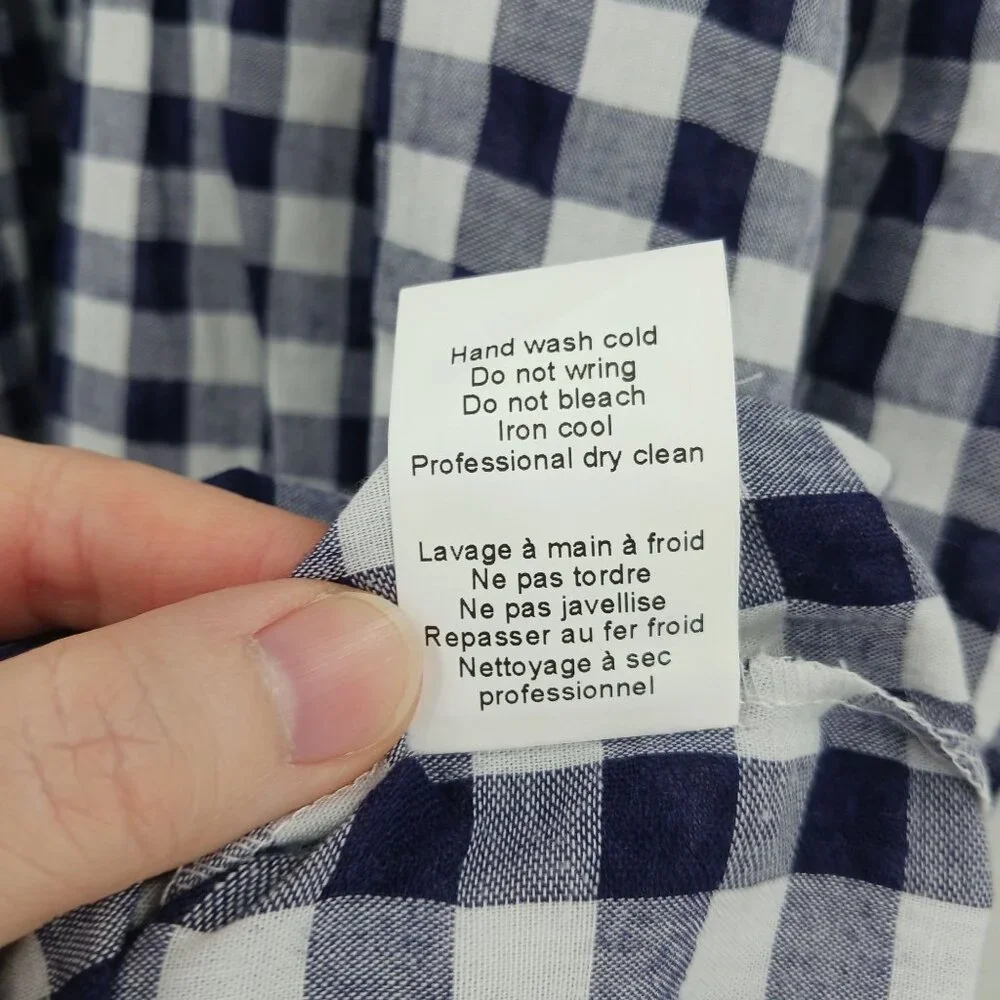 Hand wash cold
Do not wring
Do not bleach
Iron cool
Professional dry clean
Lavage à main à froid
Ne pas tordre
Ne pas javellise
Repasser au fer froid
Nettoyage à sec
professionnel